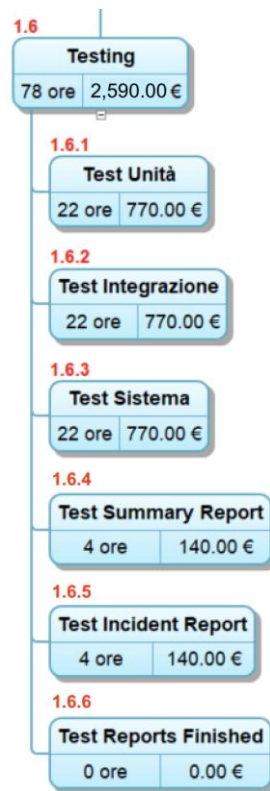 1.6
Testing
78 ore 2,590.00 €
1.6.1
Test Unità
22 ore 770.00 €
1.6.2
Test Integrazione
22 ore 770.00 €
1.6.3
Test Sistema
22 ore 770.00 €
1.6.4
Test Summary Report
4 ore 140.00 €
1.6.5
Test Incident Report
4 ore 140.00 €
1.6.6
Test Reports Finished
0 ore 0.00 €